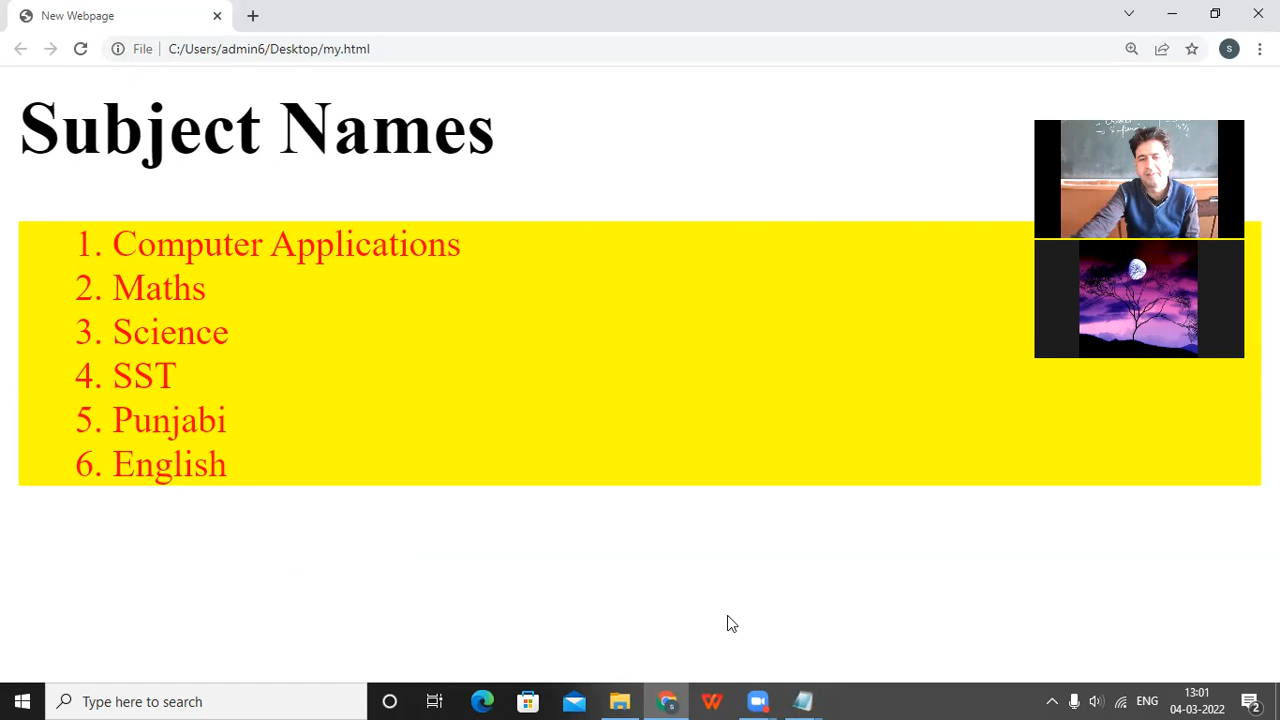 New Webpage
File
C:/Users/admin6/Desktop/my.html
S
Subject Names
1. Computer Applications
2. Maths
3. Science
4. SST
5. Punjabi
6. English
Type here to search
ENG
13:01
04-03-2022
2